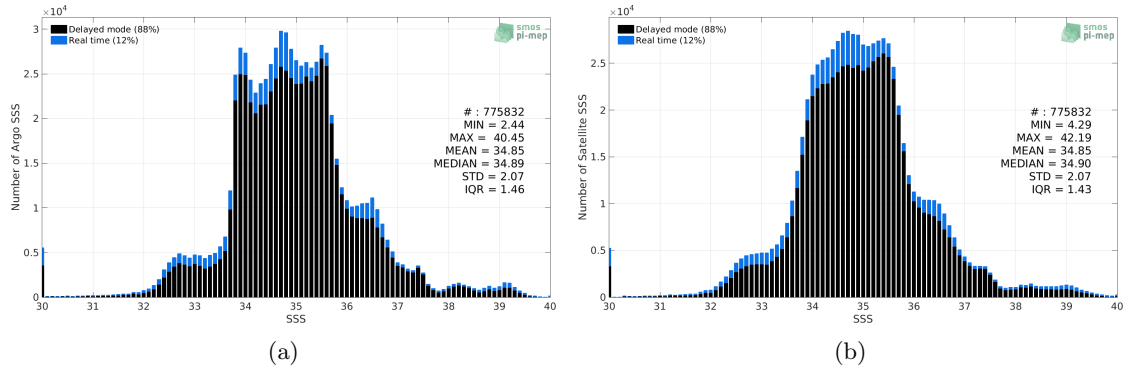 ×10⁴
Delayed mode (88%)
Real time (12%)
smos
pi-mep
3
2.5
2
1.5
1
0.5
0
Number of Argo SSS
# : 775832
MIN = 2.44
MAX = 40.45
MEAN = 34.85
MEDIAN = 34.89
STD = 2.07
IQR = 1.46
30 31 32 33 34 35 36 37 38 39 40
SSS
(a)
×10⁴
Delayed mode (88%)
Real time (12%)
smos
pi-mep
2.5
2
1.5
1
0.5
0
Number of Satellite SSS
# : 775832
MIN = 4.29
MAX = 42.19
MEAN = 34.85
MEDIAN = 34.90
STD = 2.07
IQR = 1.43
30 31 32 33 34 35 36 37 38 39 40
SSS
(b)